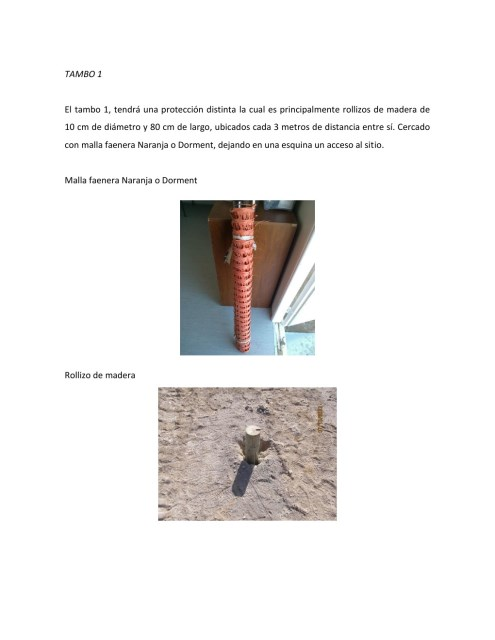 TAMBO 1
El tambo 1, tendrá una protección distinta la cual es principalmente rollizos de madera de
10 cm de diámetro y 80 cm de largo, ubicados cada 3 metros de distancia entre sí. Cercado
con malla faenera Naranja o Dorment, dejando en una esquina un acceso al sitio.
Malla faenera Naranja o Dorment
Rollizo de madera